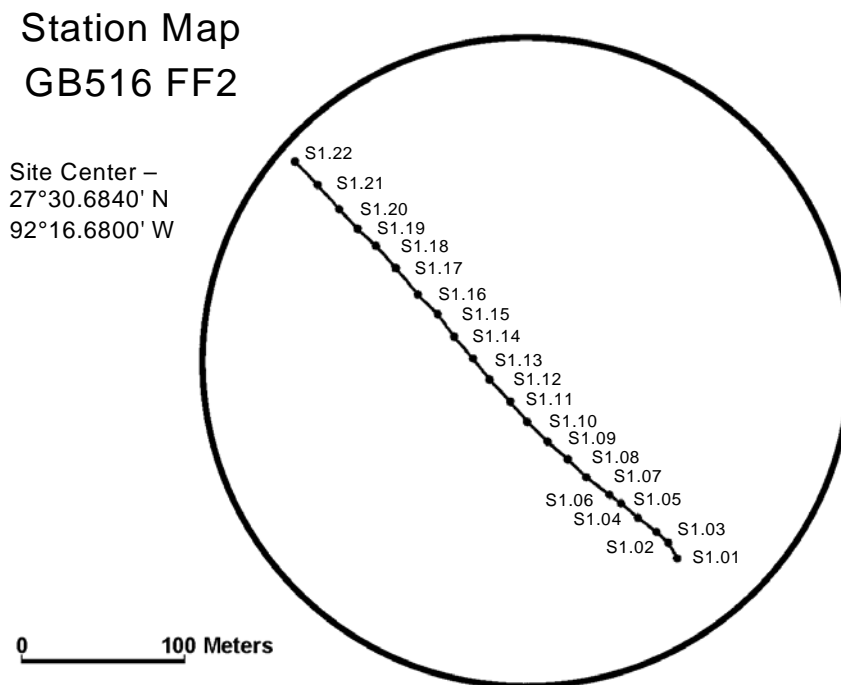 Station Map
GB516 FF2
Site Center –
27°30.6840' N
92°16.6800' W
S1.22
S1.21
S1.20
S1.19
S1.18
S1.17
S1.16
S1.15
S1.14
S1.13
S1.12
S1.11
S1.10
S1.09
S1.08
S1.07
S1.06
S1.05
S1.04
S1.03
S1.02
S1.01
0 100 Meters